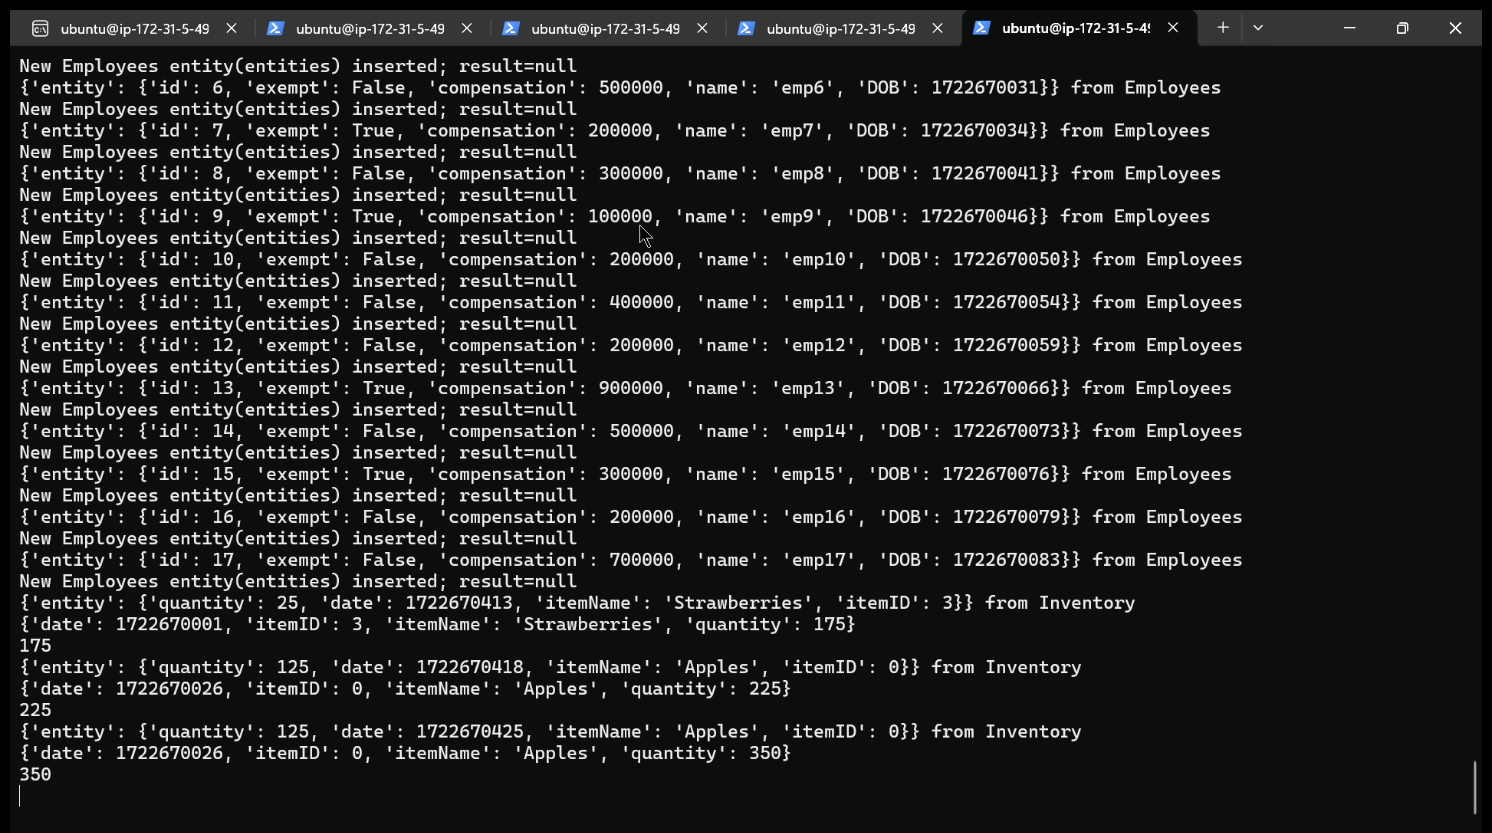 ubuntu@ip-172-31-5-49 ubuntu@ip-172-31-5-49 ubuntu@ip-172-31-5-49 ubuntu@ip-172-31-5-49 ubuntu@ip-172-31-5-4
New Employees entity(entities) inserted; result=null
{'entity': {'id': 6, 'exempt': False, 'compensation': 500000, 'name': 'emp6', 'DOB': 1722670031}} from Employees
New Employees entity(entities) inserted; result=null
{'entity': {'id': 7, 'exempt': True, 'compensation': 200000, 'name': 'emp7', 'DOB': 1722670034}} from Employees
New Employees entity(entities) inserted; result=null
{'entity': {'id': 8, 'exempt': False, 'compensation': 300000, 'name': 'emp8', 'DOB': 1722670041}} from Employees
New Employees entity(entities) inserted; result=null
{'entity': {'id': 9, 'exempt': True, 'compensation': 100000, 'name': 'emp9', 'DOB': 1722670046}} from Employees
New Employees entity(entities) inserted; result=null
{'entity': {'id': 10, 'exempt': False, 'compensation': 200000, 'name': 'emp10', 'DOB': 1722670050}} from Employees
New Employees entity(entities) inserted; result=null
{'entity': {'id': 11, 'exempt': False, 'compensation': 400000, 'name': 'emp11', 'DOB': 1722670054}} from Employees
New Employees entity(entities) inserted; result=null
{'entity': {'id': 12, 'exempt': False, 'compensation': 200000, 'name': 'emp12', 'DOB': 1722670059}} from Employees
New Employees entity(entities) inserted; result=null
{'entity': {'id': 13, 'exempt': True, 'compensation': 900000, 'name': 'emp13', 'DOB': 1722670066}} from Employees
New Employees entity(entities) inserted; result=null
{'entity': {'id': 14, 'exempt': False, 'compensation': 500000, 'name': 'emp14', 'DOB': 1722670073}} from Employees
New Employees entity(entities) inserted; result=null
{'entity': {'id': 15, 'exempt': True, 'compensation': 300000, 'name': 'emp15', 'DOB': 1722670076}} from Employees
New Employees entity(entities) inserted; result=null
{'entity': {'id': 16, 'exempt': False, 'compensation': 200000, 'name': 'emp16', 'DOB': 1722670079}} from Employees
New Employees entity(entities) inserted; result=null
{'entity': {'id': 17, 'exempt': False, 'compensation': 700000, 'name': 'emp17', 'DOB': 1722670083}} from Employees
New Employees entity(entities) inserted; result=null
{'entity': {'quantity': 25, 'date': 1722670413, 'itemName': 'Strawberries', 'itemID': 3}} from Inventory
{'date': 1722670001, 'itemID': 3, 'itemName': 'Strawberries', 'quantity': 175}
175
{'entity': {'quantity': 125, 'date': 1722670418, 'itemName': 'Apples', 'itemID': 0}} from Inventory
{'date': 1722670026, 'itemID': 0, 'itemName': 'Apples', 'quantity': 225}
225
{'entity': {'quantity': 125, 'date': 1722670425, 'itemName': 'Apples', 'itemID': 0}} from Inventory
{'date': 1722670026, 'itemID': 0, 'itemName': 'Apples', 'quantity': 350}
350